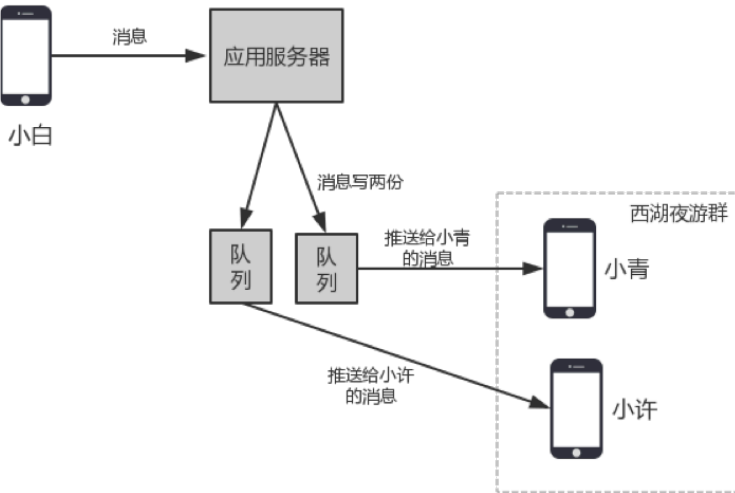 消息
应用服务器
小白
消息写两份
西湖夜游群
队
列
队
列
推送给小青
的消息
小青
推送给小许
的消息
小许